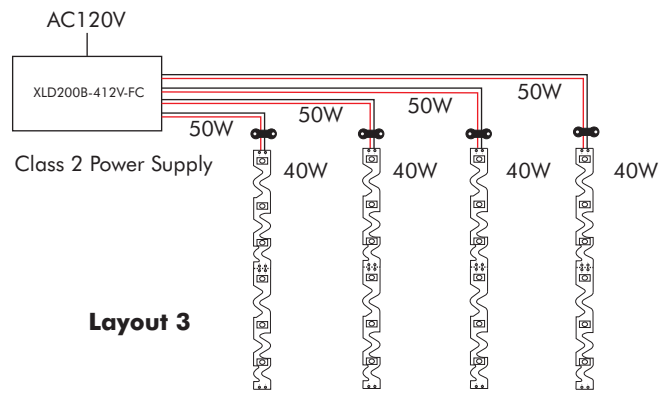 AC120V
XLD200B-412V-FC
50W
50W
50W
50W
Class 2 Power Supply
40W
40W
40W
40W
Layout 3